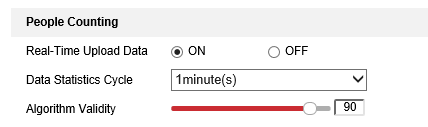 People Counting
Real-Time Upload Data ON OFF
Data Statistics Cycle 1minute(s)
Algorithm Validity 90